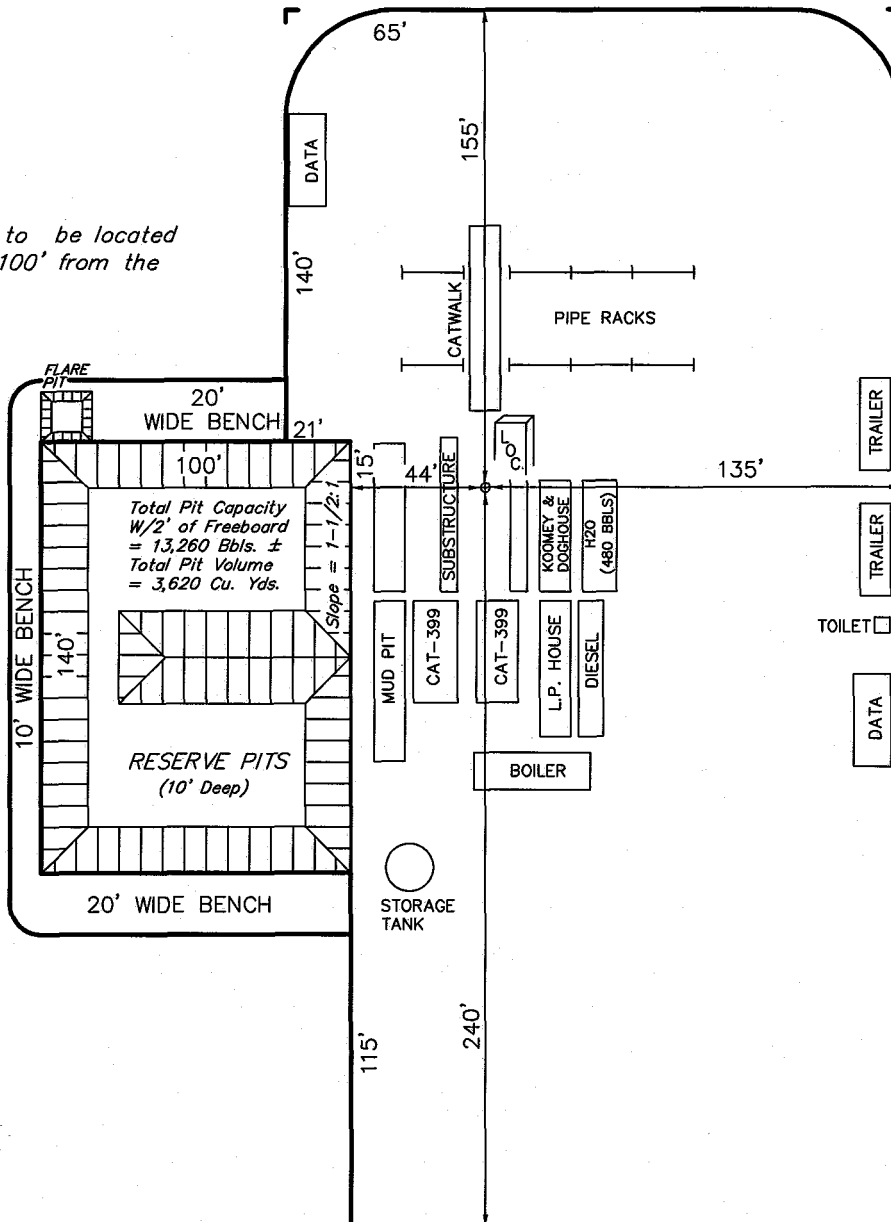 65'
155'
DATA
to be located
100' from the
140'
CATWALK
PIPE RACKS
FLARE
PIT
20'
WIDE BENCH
21'
TRAILER
L
O
C.
100'
15'
44'
135'
Total Pit Capacity
W/2' of Freeboard
= 13,260 Bbls. ±
Total Pit Volume
= 3,620 Cu. Yds.
Slope = 1-1/2:1
SUBSTRUCTURE
KOOMEY &
DOGHOUSE
H2O
(480 BBLS)
TRAILER
10' WIDE BENCH
140'
MUD PIT
CAT-399
CAT-399
L.P. HOUSE
DIESEL
TOILET
DATA
RESERVE PITS
(10' Deep)
BOILER
20' WIDE BENCH
STORAGE
TANK
240'
115'